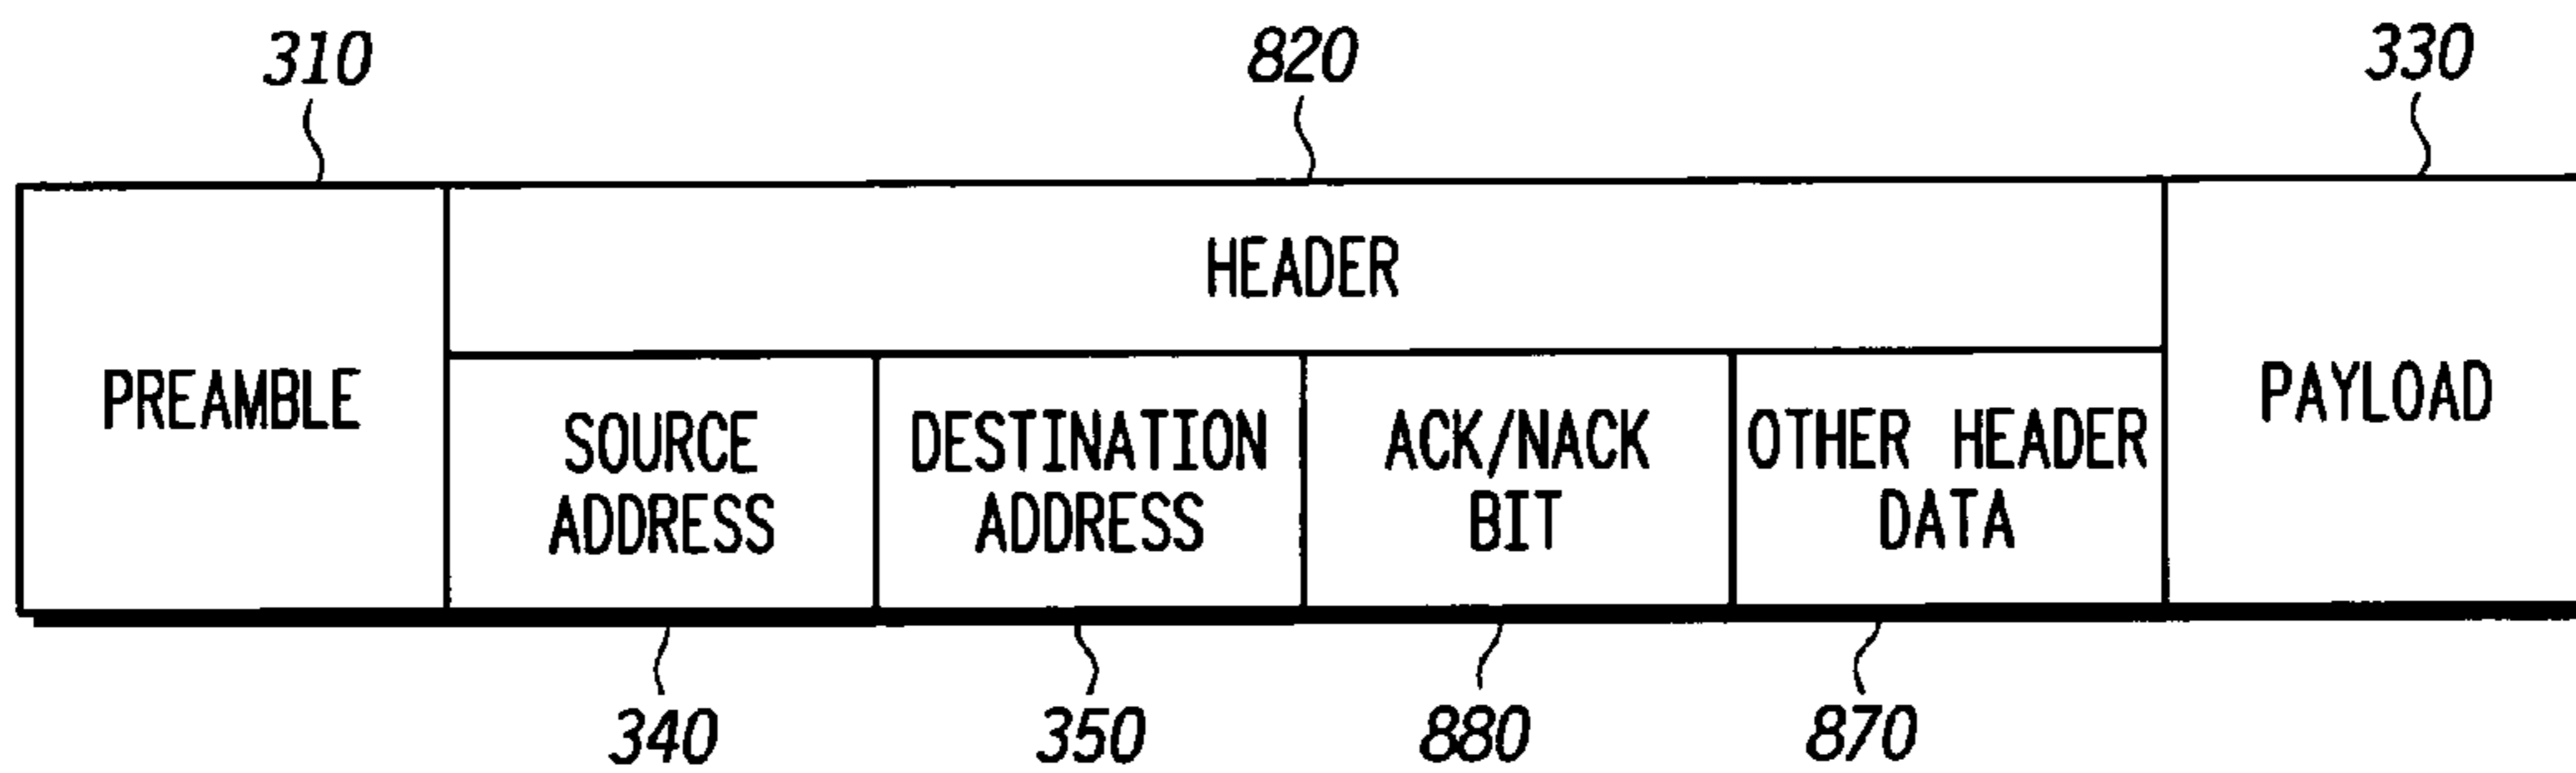 310
820
330
HEADER
PREAMBLE
PAYLOAD
SOURCE
ADDRESS
DESTINATION
ADDRESS
ACK/NACK
BIT
OTHER HEADER
DATA
340
350
880
870